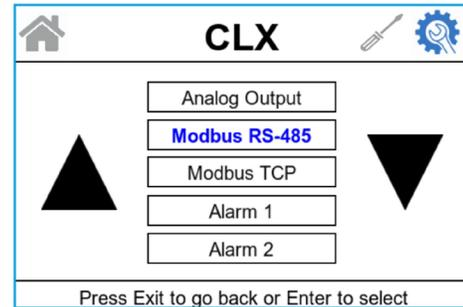 CLX
Analog Output
Modbus RS-485
Modbus TCP
Alarm 1
Alarm 2
Press Exit to go back or Enter to select